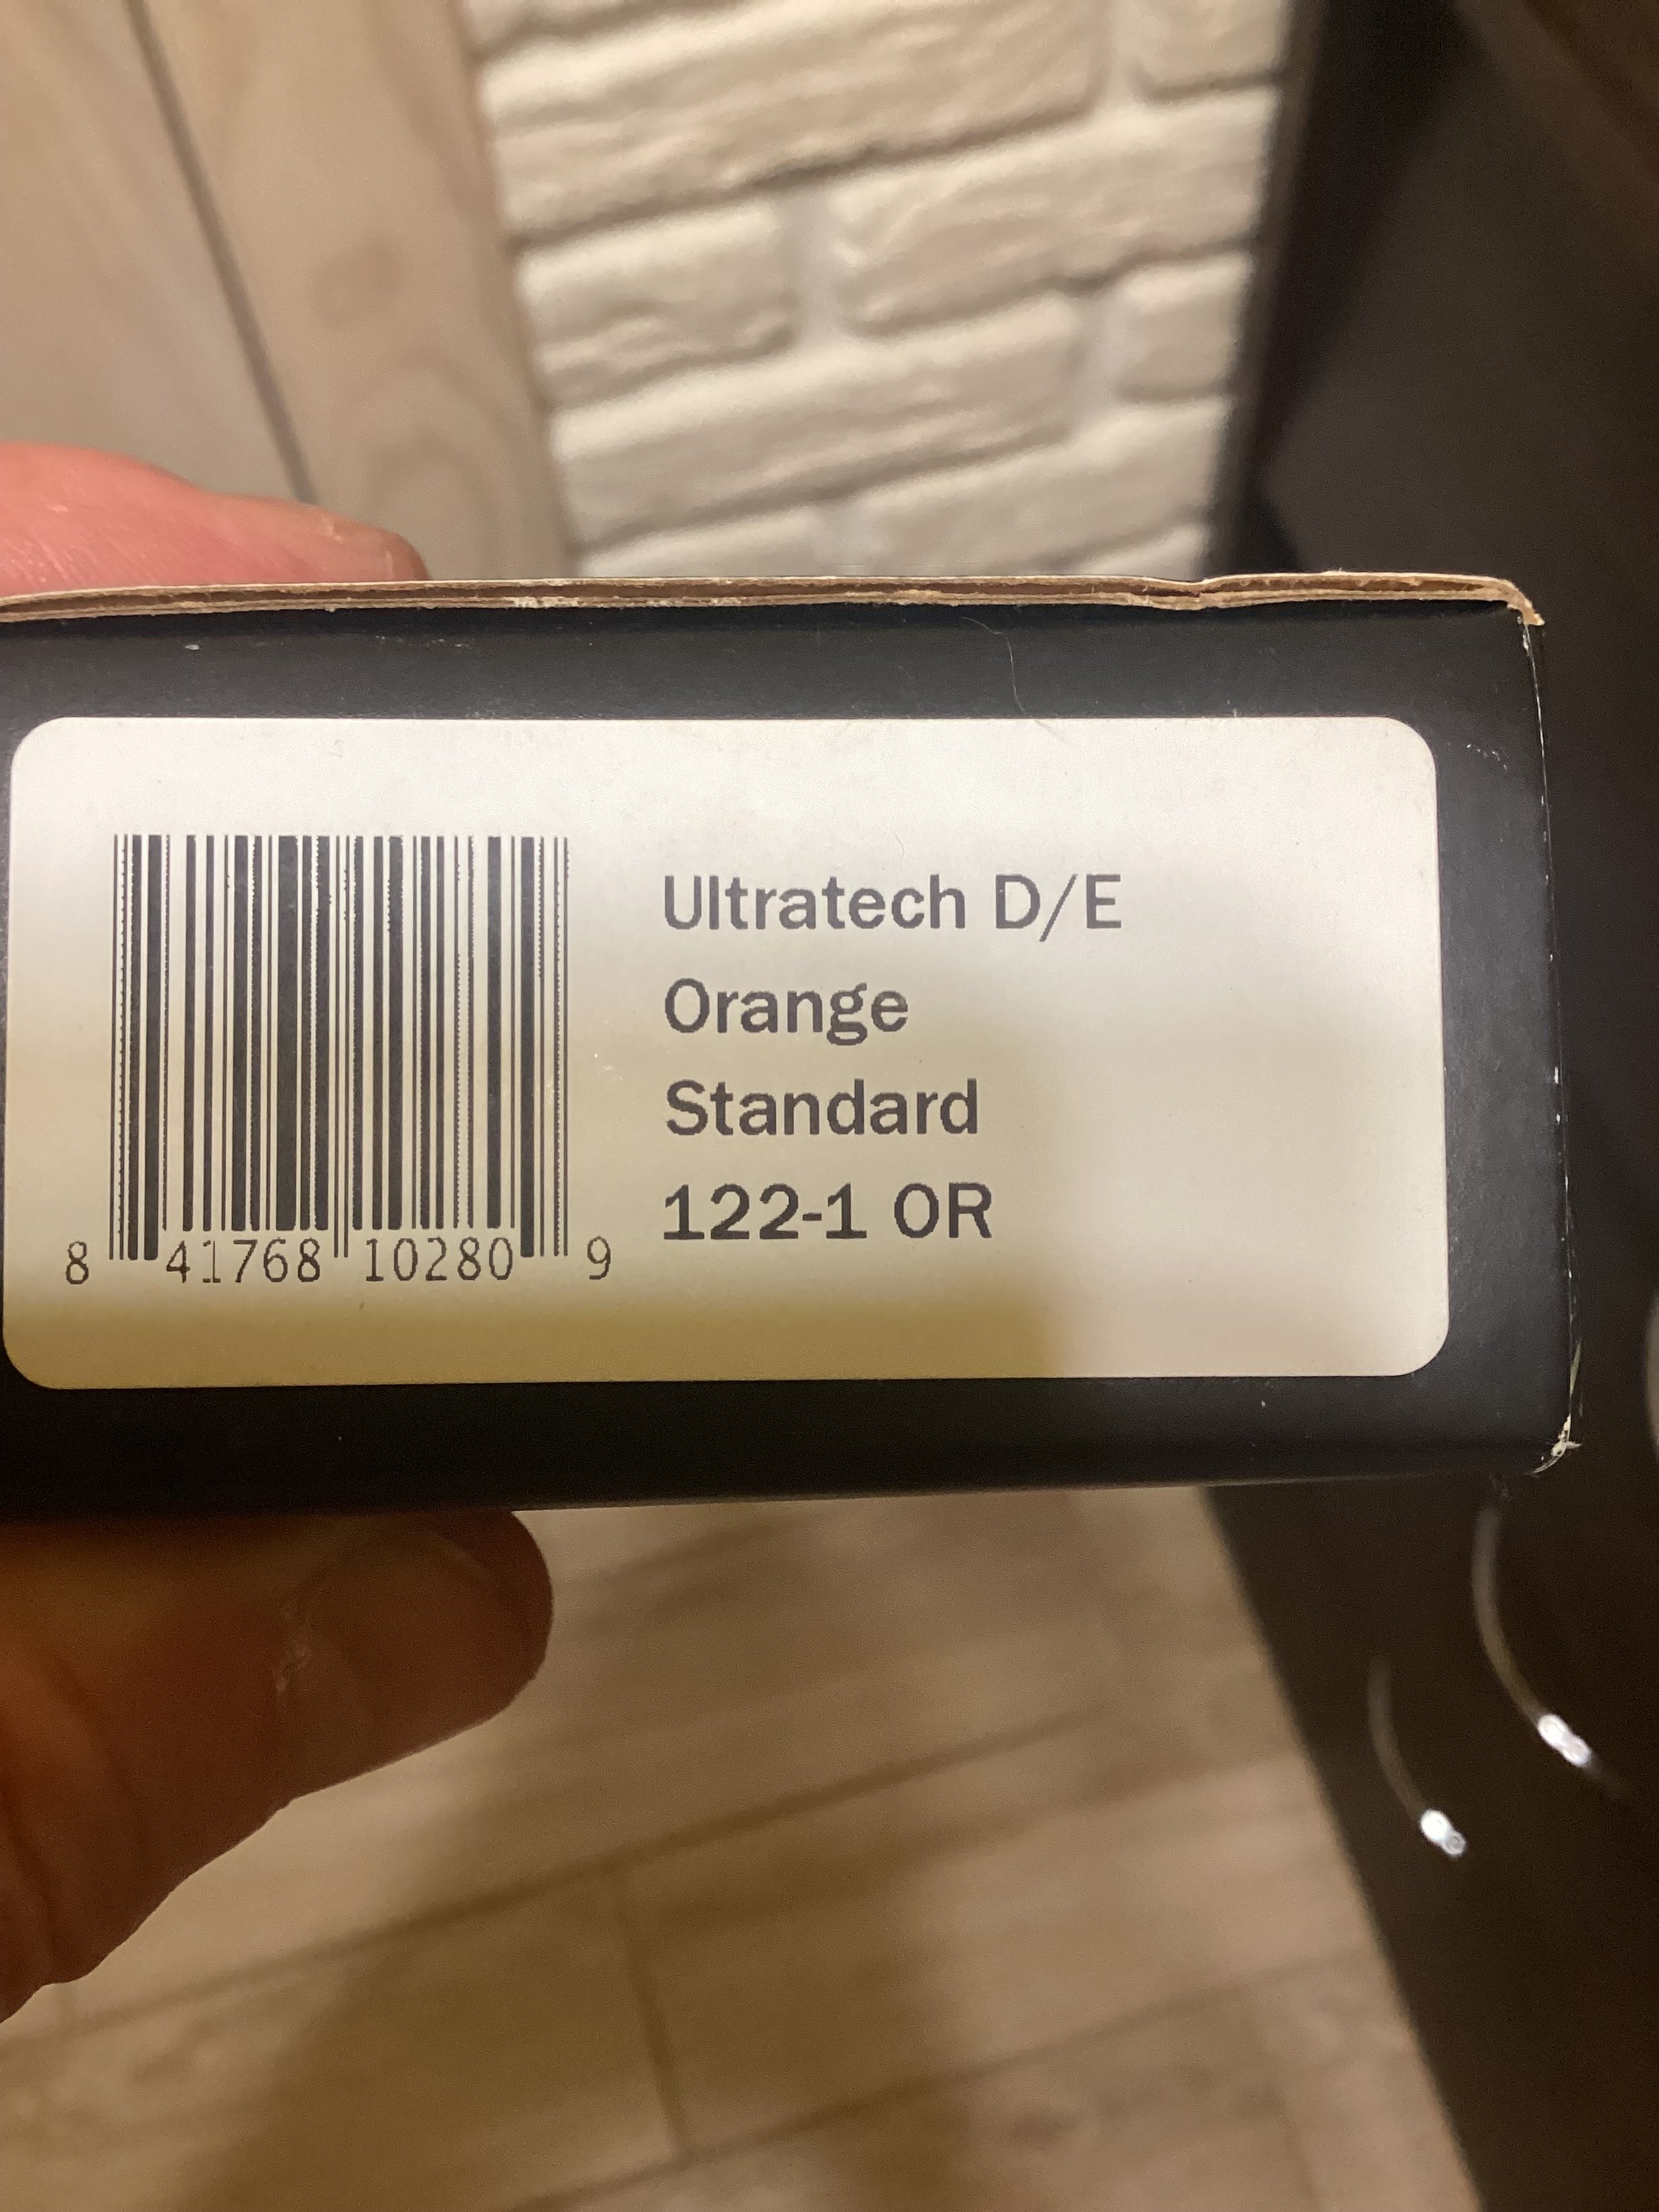 Ultratech D/E
Orange
Standard
122-1 OR
8 41768 10280 9